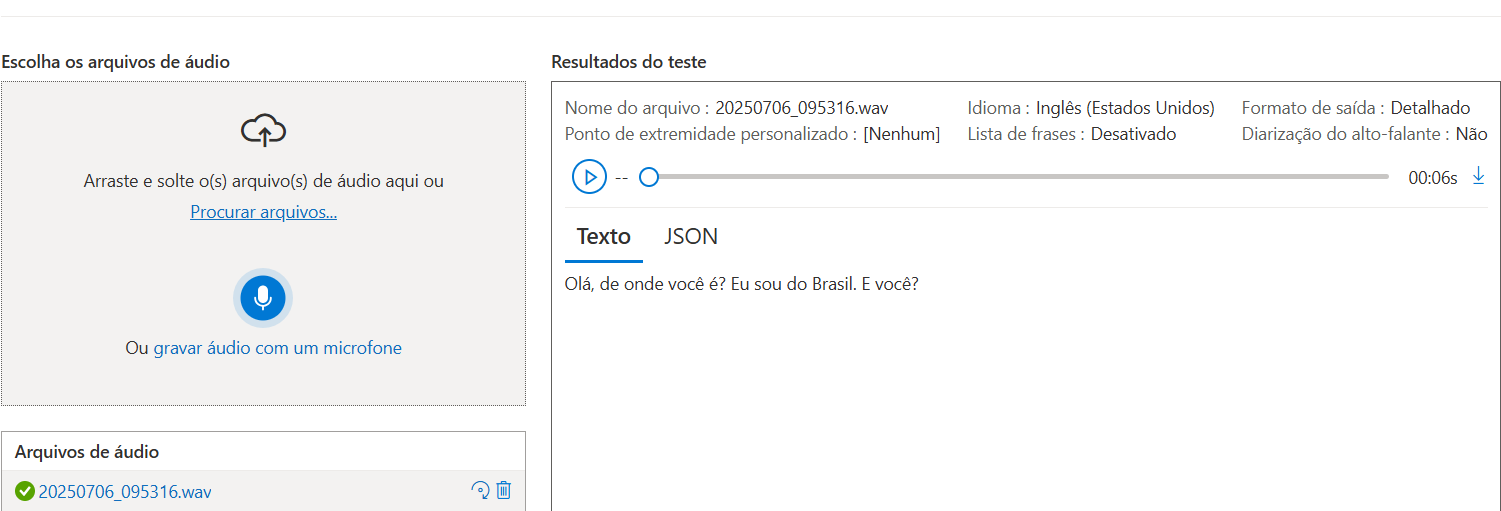 Escolha os arquivos de áudio
Arraste e solte o(s) arquivo(s) de áudio aqui ou
Procurar arquivos...
Ou gravar áudio com um microfone
Arquivos de áudio
20250706_095316.wav
Resultados do teste
Nome do arquivo : 20250706_095316.wav Idioma : Inglês (Estados Unidos) Formato de saída : Detalhado
Ponto de extremidade personalizado : [Nenhum] Lista de frases : Desativado Diarização do alto-falante : Não
-- 00:06s
Texto JSON
Olá, de onde você é? Eu sou do Brasil. E você?